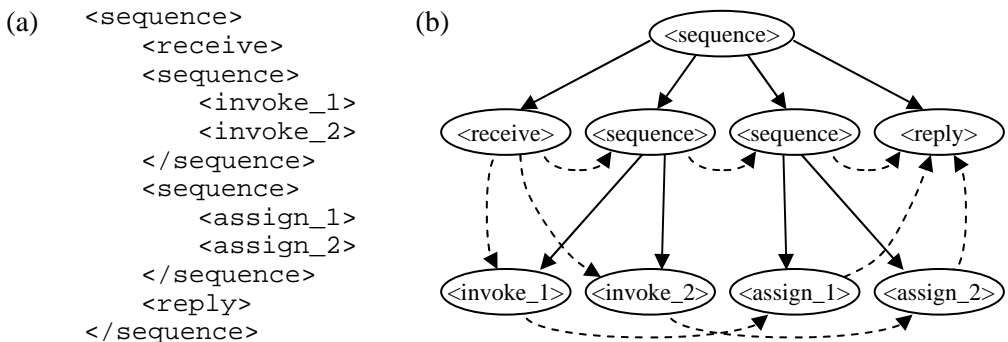 (a)
<sequence>
<receive>
<sequence>
<invoke_1>
<invoke_2>
</sequence>
<sequence>
<assign_1>
<assign_2>
</sequence>
<reply>
</sequence>
(b)
<sequence>
<receive> <sequence> <sequence> <reply>
<invoke_1> <invoke_2> <assign_1> <assign_2>